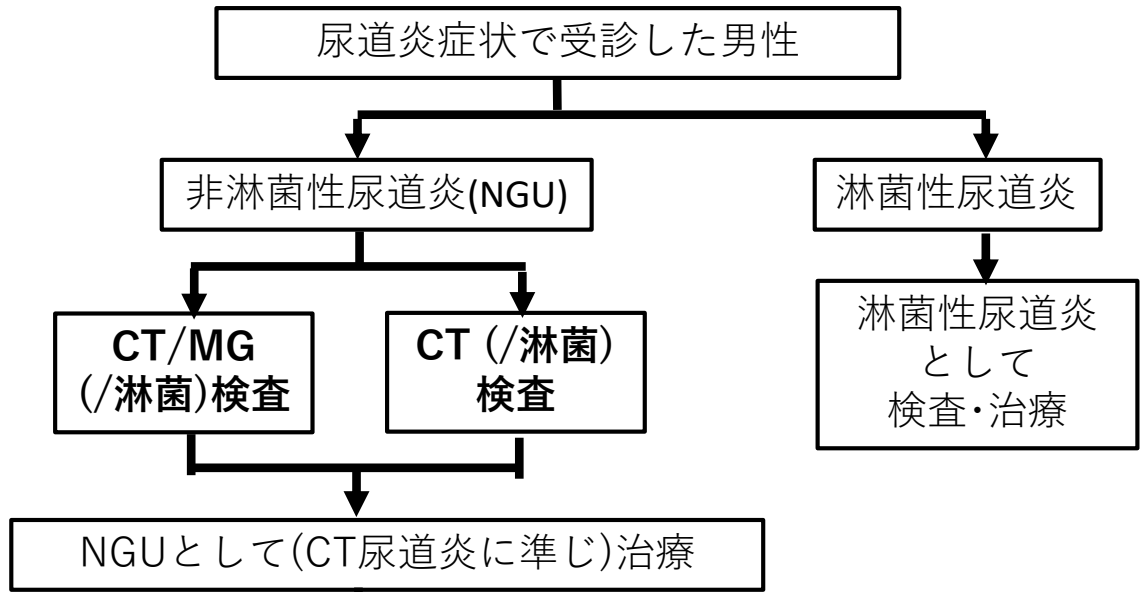 尿道炎症状で受診した男性
非淋菌性尿道炎(NGU)
淋菌性尿道炎
CT/MG
(/淋菌)検査
CT (/淋菌)
検査
淋菌性尿道炎
として
検査・治療
NGUとして(CT尿道炎に準じ)治療